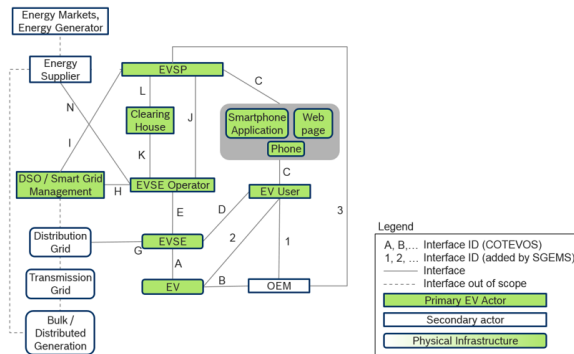 Energy Markets,
Energy Generator
Energy
Supplier
EVSP
C
L
N
Clearing
House
J
Smartphone
Application
Web
page
Phone
I
K
C
DSO / Smart Grid
Management
H
EVSE Operator
EV User
3
E
D
Distribution
Grid
G
EVSE
2
1
A
Transmission
Grid
EV
B
OEM
Bulk /
Distributed
Generation
Legend
A, B,... Interface ID (COTEVOS)
1, 2, ... Interface ID (added by SGEMS)
Interface
Interface out of scope
Primary EV Actor
Secondary actor
Physical Infrastructure